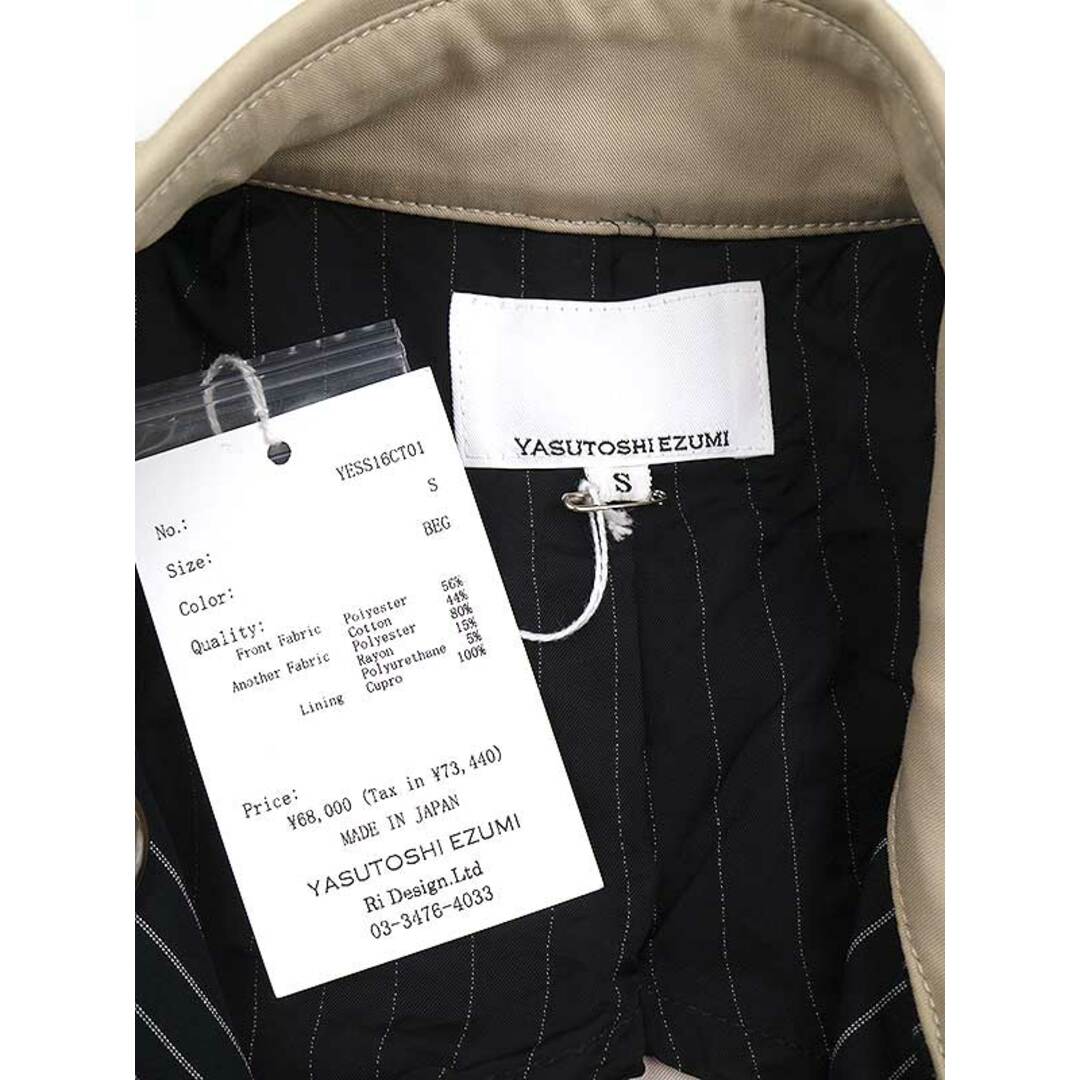 YASUTOSHI EZUMI
S
No.: YESS16CT01
Size: S
Color: BEG
Quality:
Front Fabric Polyester 56%
Cotton 44%
Another Fabric Polyester 80%
Rayon 15%
Polyurethane 5%
Lining Cupro 100%
Price:
¥68,000 (Tax in ¥73,440)
MADE IN JAPAN
YASUTOSHI EZUMI
Ri Design.Ltd
03-3476-4033